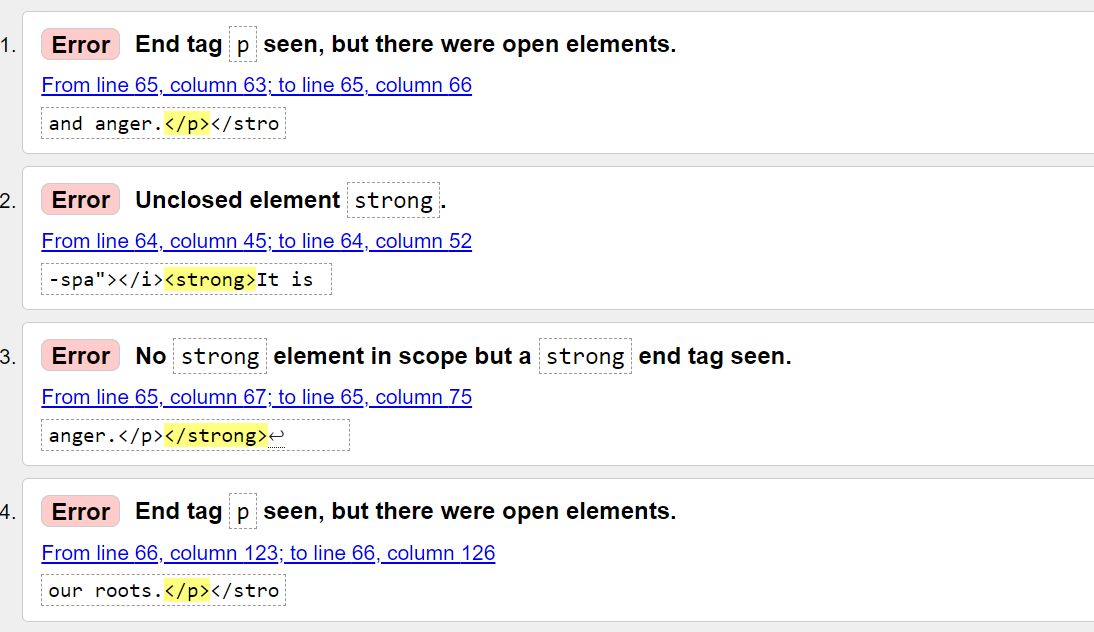 1. Error End tag p seen, but there were open elements.
From line 65, column 63; to line 65, column 66
and anger.</p></stro
2. Error Unclosed element strong.
From line 64, column 45; to line 64, column 52
-spa"></i><strong>It is
3. Error No strong element in scope but a strong end tag seen.
From line 65, column 67; to line 65, column 75
anger.</p></strong>↩
4. Error End tag p seen, but there were open elements.
From line 66, column 123; to line 66, column 126
our roots.</p></stro